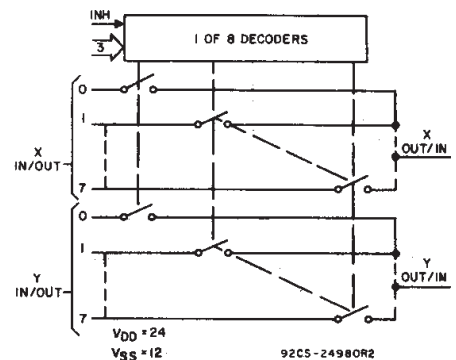 INH
3
1 OF 8 DECODERS
0
1
X
IN/OUT
7
X
OUT/IN
0
1
Y
IN/OUT
7
Y
OUT/IN
VDD = 24
VSS = 12
92CS-24980R2